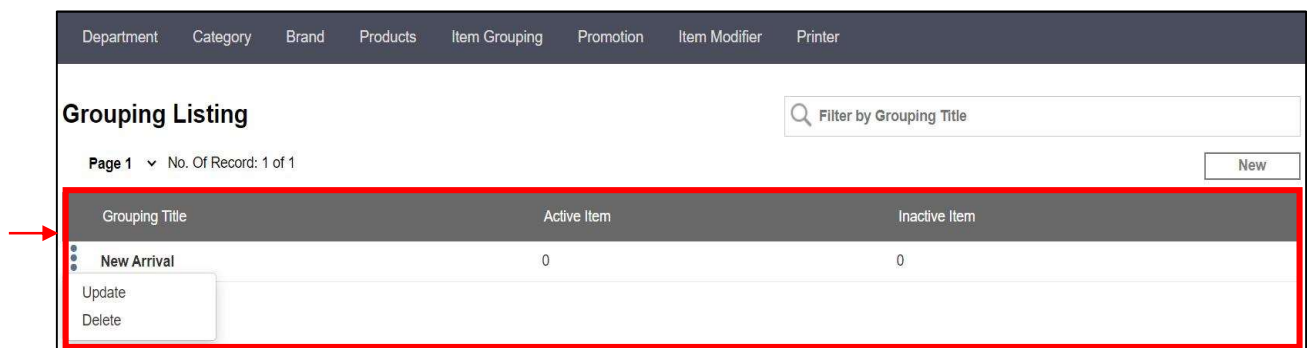 Department Category Brand Products Item Grouping Promotion Item Modifier Printer
Grouping Listing
Filter by Grouping Title
Page 1 No. Of Record: 1 of 1
New
Grouping Title Active Item Inactive Item
New Arrival 0 0
Update
Delete